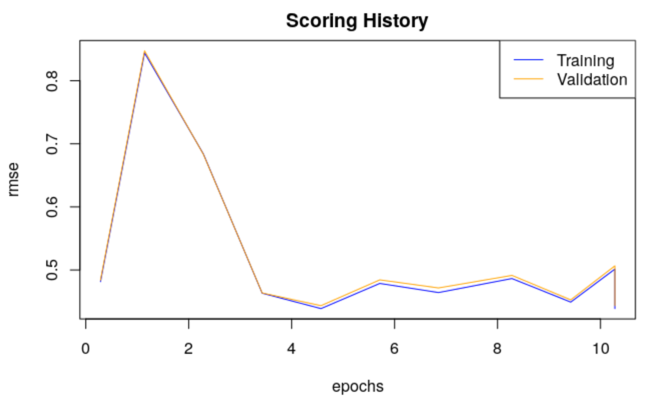 Scoring History
Training
Validation
rmse
0.8
0.7
0.6
0.5
0 2 4 6 8 10
epochs